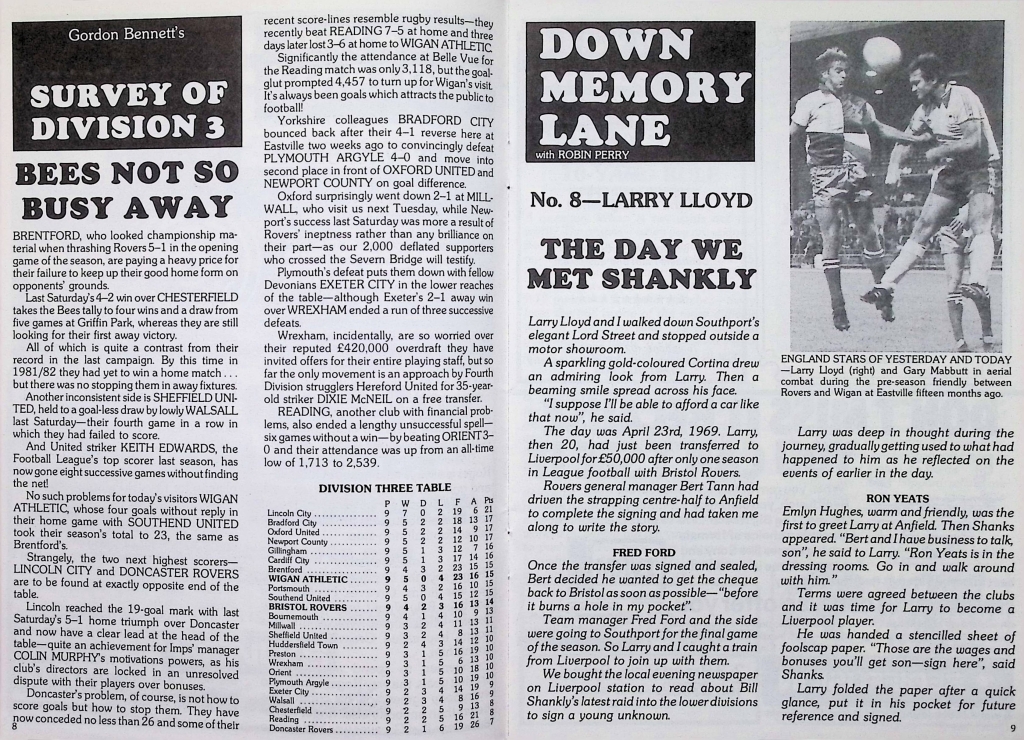 Gordon Bennett's
SURVEY OF
DIVISION 3
BEES NOT SO
BUSY AWAY
BRENTFORD, who looked championship ma-
terial when thrashing Rovers 5–1 in the opening
game of the season, are paying a heavy price for
their failure to keep up their good home form on
opponents' grounds.
Last Saturday's 4–2 win over CHESTERFIELD
takes the Bees tally to four wins and a draw from
five games at Griffin Park, whereas they are still
looking for their first away victory.
All of which is quite a contrast from their
record in the last campaign. By this time in
1981/82 they had yet to win a home match . . .
but there was no stopping them in away fixtures.
Another inconsistent side is SHEFFIELD UNI-
TED, held to a goal-less draw by lowly WALSALL
last Saturday—their fourth game in a row in
which they had failed to score.
And United striker KEITH EDWARDS, the
Football League's top scorer last season, has
now gone eight successive games without finding
the net!
No such problems for today's visitors WIGAN
ATHLETIC, whose four goals without reply in
their home game with SOUTHEND UNITED
took their season's total to 23, the same as
Brentford's.
Strangely, the two next highest scorers—
LINCOLN CITY and DONCASTER ROVERS
are to be found at exactly opposite end of the
table.
Lincoln reached the 19-goal mark with last
Saturday's 5–1 home triumph over Doncaster
and now have a clear lead at the head of the
table—quite an achievement for Imps' manager
COLIN MURPHY's motivations powers, as his
club's directors are locked in an unresolved
dispute with their players over bonuses.
Doncaster's problem, of course, is not how to
score goals but how to stop them. They have
now conceded no less than 26 and some of their
8
recent score-lines resemble rugby results—they
recently beat READING 7–5 at home and three
days later lost 3–6 at home to WIGAN ATHLETIC.
Significantly the attendance at Belle Vue for
the Reading match was only 3,118, but the goal-
glut prompted 4,457 to turn up for Wigan's visit.
It's always been goals which attracts the public to
football!
Yorkshire colleagues BRADFORD CITY
bounced back after their 4–1 reverse here at
Eastville two weeks ago to convincingly defeat
PLYMOUTH ARGYLE 4–0 and move into
second place in front of OXFORD UNITED and
NEWPORT COUNTY on goal difference.
Oxford surprisingly went down 2–1 at MILL-
WALL, who visit us next Tuesday, while New-
port's success last Saturday was more a result of
Rovers' ineptness rather than any brilliance on
their part—as our 2,000 deflated supporters
who crossed the Severn Bridge will testify.
Plymouth's defeat puts them down with fellow
Devonians EXETER CITY in the lower reaches
of the table—although Exeter's 2–1 away win
over WREXHAM ended a run of three successive
defeats.
Wrexham, incidentally, are so worried over
their reputed £420,000 overdraft they have
invited offers for their entire playing staff, but so
far the only movement is an approach by Fourth
Division strugglers Hereford United for 35-year-
old striker DIXIE McNEIL on a free transfer.
READING, another club with financial prob-
lems, also ended a lengthy unsuccessful spell—
six games without a win—by beating ORIENT 3–
0 and their attendance was up from an all-time
low of 1,713 to 2,539.
DIVISION THREE TABLE
P W D L F A Pts
Lincoln City 9 7 0 2 19 6 21
Bradford City 9 5 2 2 18 13 17
Oxford United 9 5 2 2 14 9 17
Newport County 9 5 2 2 12 10 17
Gillingham 9 5 1 3 12 7 16
Cardiff City 9 5 1 3 17 14 16
Brentford 9 4 3 2 23 15 15
WIGAN ATHLETIC 9 5 0 4 23 16 15
Portsmouth 9 4 3 2 16 10 15
Southend United 9 5 0 4 15 12 15
BRISTOL ROVERS 9 4 2 3 16 13 14
Bournemouth 9 4 1 4 10 9 13
Millwall 9 3 2 4 11 13 11
Sheffield United 9 3 2 4 8 13 11
Huddersfield Town 9 2 4 3 14 12 10
Preston 9 3 1 5 16 19 10
Wrexham 9 3 1 5 6 13 10
Orient 9 3 1 5 10 18 10
Plymouth Argyle 9 3 1 5 10 19 10
Exeter City 9 2 3 4 14 19 9
Walsall 9 2 3 4 8 16 9
Chesterfield 9 2 2 5 9 13 8
Reading 9 2 2 5 16 21 8
Doncaster Rovers 9 2 1 6 19 26 7
DOWN
MEMORY
LANE
with ROBIN PERRY
No. 8—LARRY LLOYD
THE DAY WE
MET SHANKLY
Larry Lloyd and I walked down Southport's
elegant Lord Street and stopped outside a
motor showroom.
A sparkling gold-coloured Cortina drew
an admiring look from Larry. Then a
beaming smile spread across his face.
"I suppose I'll be able to afford a car like
that now", he said.
The day was April 23rd, 1969. Larry,
then 20, had just been transferred to
Liverpool for £50,000 after only one season
in League football with Bristol Rovers.
Rovers general manager Bert Tann had
driven the strapping centre-half to Anfield
to complete the signing and had taken me
along to write the story.
FRED FORD
Once the transfer was signed and sealed,
Bert decided he wanted to get the cheque
back to Bristol as soon as possible—"before
it burns a hole in my pocket".
Team manager Fred Ford and the side
were going to Southport for the final game
of the season. So Larry and I caught a train
from Liverpool to join up with them.
We bought the local evening newspaper
on Liverpool station to read about Bill
Shankly's latest raid into the lower divisions
to sign a young unknown.
ENGLAND STARS OF YESTERDAY AND TODAY
—Larry Lloyd (right) and Gary Mabbutt in aerial
combat during the pre-season friendly between
Rovers and Wigan at Eastville fifteen months ago.
Larry was deep in thought during the
journey, gradually getting used to what had
happened to him as he reflected on the
events of earlier in the day.
RON YEATS
Emlyn Hughes, warm and friendly, was the
first to greet Larry at Anfield. Then Shanks
appeared. "Bert and I have business to talk,
son", he said to Larry. "Ron Yeats is in the
dressing rooms. Go in and walk around
with him."
Terms were agreed between the clubs
and it was time for Larry to become a
Liverpool player.
He was handed a stencilled sheet of
foolscap paper. "Those are the wages and
bonuses you'll get son—sign here", said
Shanks.
Larry folded the paper after a quick
glance, put it in his pocket for future
reference and signed.
9